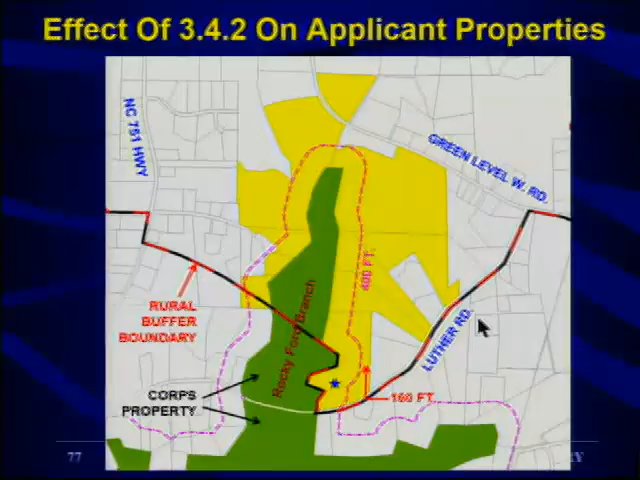 Effect Of 3.4.2 On Applicant Properties
NC 751 HWY
GREEN LEVEL W. RD.
400 FT.
RURAL
BUFFER
BOUNDARY
Rocky Ford Branch
LUTHER RD.
CORPS
PROPERTY
160 FT.
77